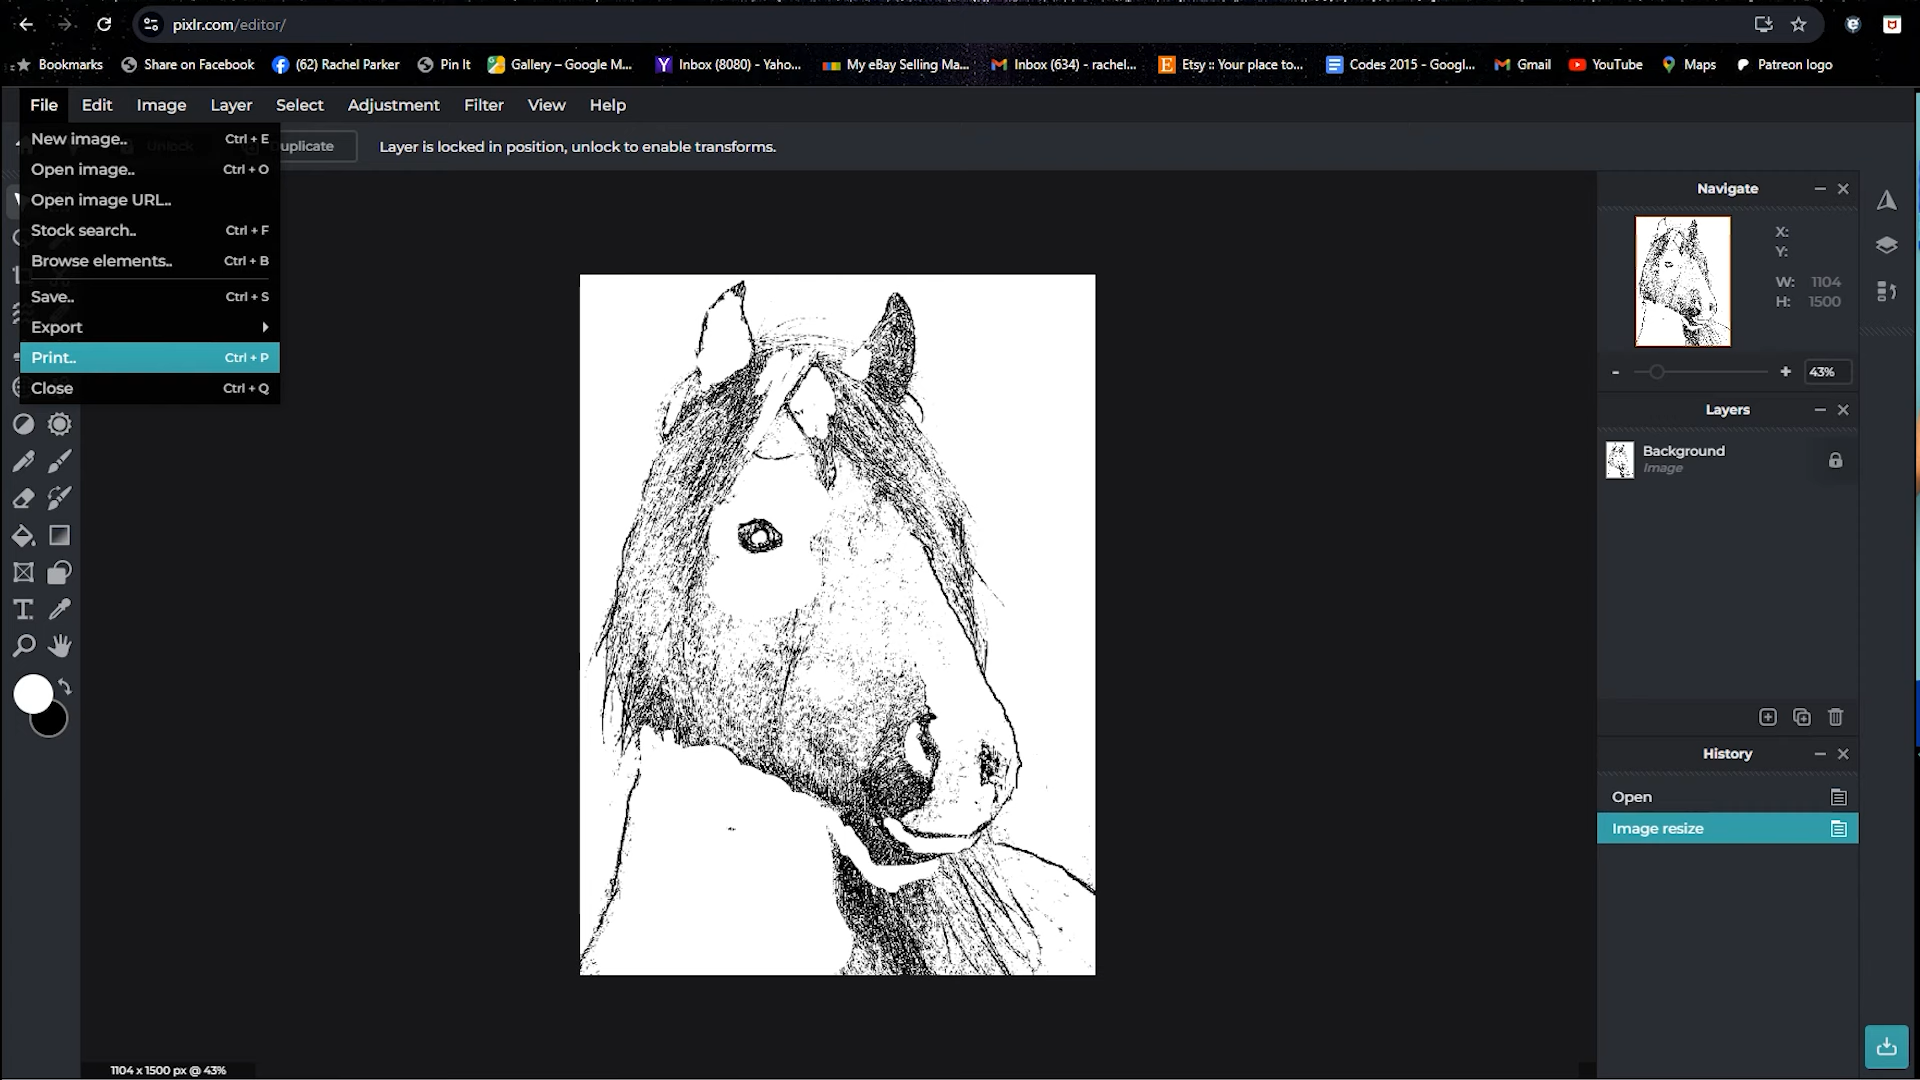 pixlr.com/editor/
Bookmarks Share on Facebook (62) Rachel Parker Pin It Gallery – Google M... Inbox (8080) - Yaho... My eBay Selling Ma... Inbox (634) - rachel... Etsy :: Your place to... Codes 2015 - Googl... Gmail YouTube Maps Patreon logo
File Edit Image Layer Select Adjustment Filter View Help
Unlock Duplicate Layer is locked in position, unlock to enable transforms.
New image.. Ctrl + E
Open image.. Ctrl + O
Open image URL..
Stock search.. Ctrl + F
Browse elements.. Ctrl + B
Save.. Ctrl + S
Export
Print.. Ctrl + P
Close Ctrl + Q
Navigate
X:
Y:
W: 1104
H: 1500
- + 43%
Layers
Background
Image
History
Open
Image resize
1104 x 1500 px @ 43%